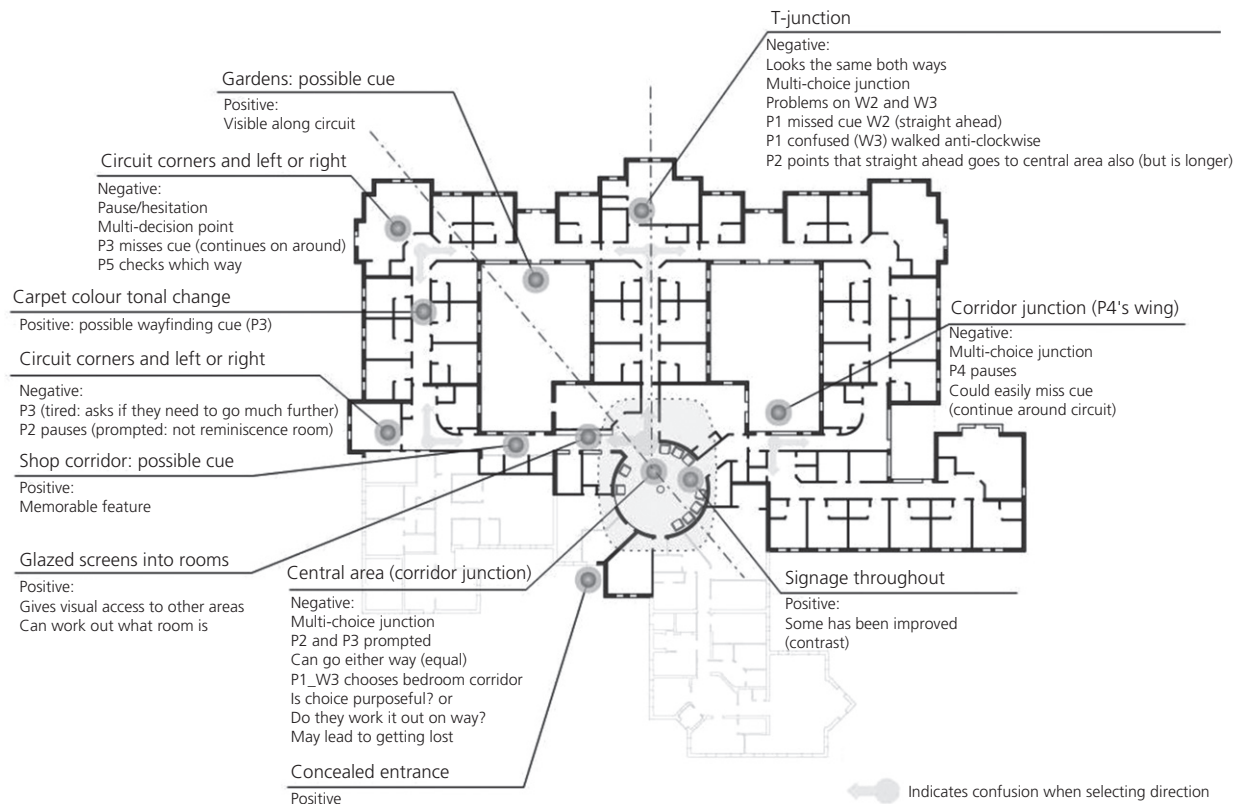 T-junction
Negative:
Looks the same both ways
Multi-choice junction
Problems on W2 and W3
P1 missed cue W2 (straight ahead)
P1 confused (W3) walked anti-clockwise
P2 points that straight ahead goes to central area also (but is longer)
Gardens: possible cue
Positive:
Visible along circuit
Circuit corners and left or right
Negative:
Pause/hesitation
Multi-decision point
P3 misses cue (continues on around)
P5 checks which way
Carpet colour tonal change
Positive: possible wayfinding cue (P3)
Circuit corners and left or right
Negative:
P3 (tired: asks if they need to go much further)
P2 pauses (prompted: not reminiscence room)
Shop corridor: possible cue
Positive:
Memorable feature
Glazed screens into rooms
Positive:
Gives visual access to other areas
Can work out what room is
Corridor junction (P4's wing)
Negative:
Multi-choice junction
P4 pauses
Could easily miss cue
(continue around circuit)
Central area (corridor junction)
Negative:
Multi-choice junction
P2 and P3 prompted
Can go either way (equal)
P1_W3 chooses bedroom corridor
Is choice purposeful? or
Do they work it out on way?
May lead to getting lost
Signage throughout
Positive:
Some has been improved
(contrast)
Concealed entrance
Positive
Indicates confusion when selecting direction